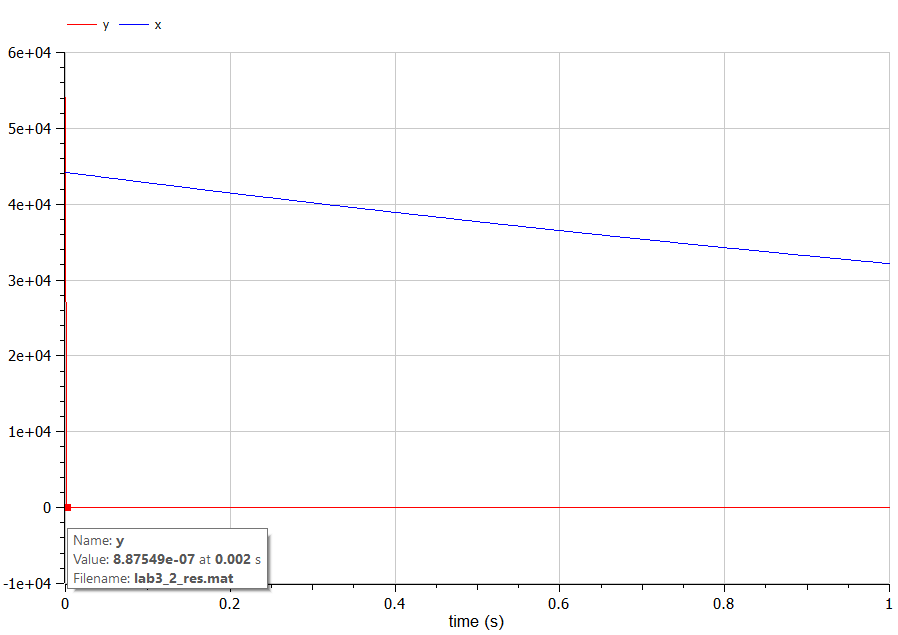 y x
6e+04
5e+04
4e+04
3e+04
2e+04
1e+04
0
Name: y
Value: 8.87549e-07 at 0.002 s
Filename: lab3_2_res.mat
-1e+04
0 0.2 0.4 0.6 0.8 1
time (s)